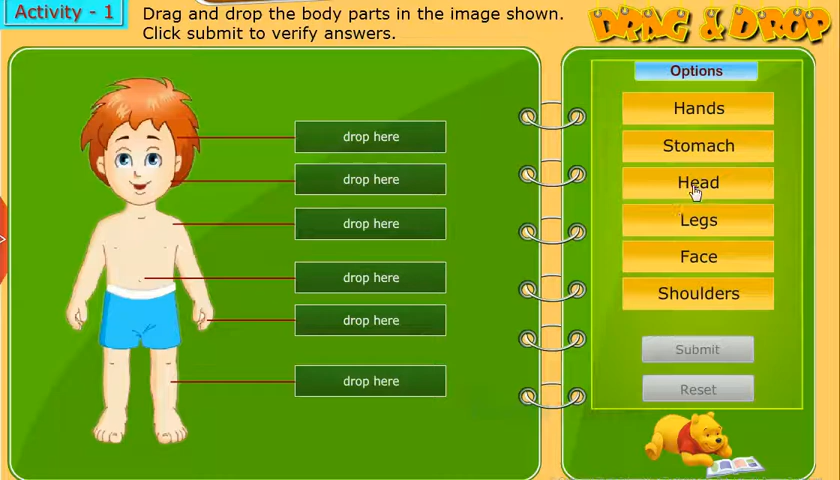 Activity - 1
Drag and drop the body parts in the image shown.
Click submit to verify answers.
DRAG & DROP
drop here
drop here
drop here
drop here
drop here
drop here
Options
Hands
Stomach
Head
Legs
Face
Shoulders
Submit
Reset